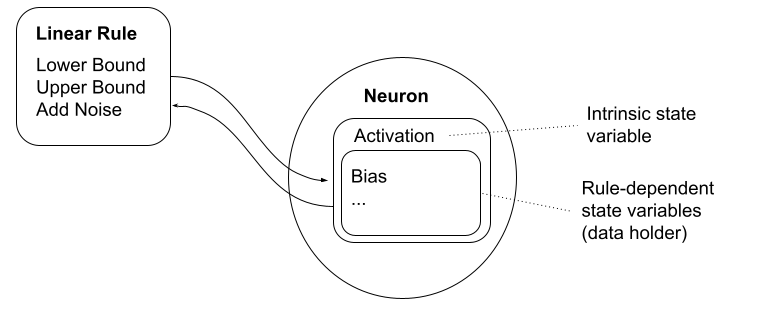 Linear Rule
Lower Bound
Upper Bound
Add Noise
Neuron
Activation
Bias
...
Intrinsic state
variable
Rule-dependent
state variables
(data holder)